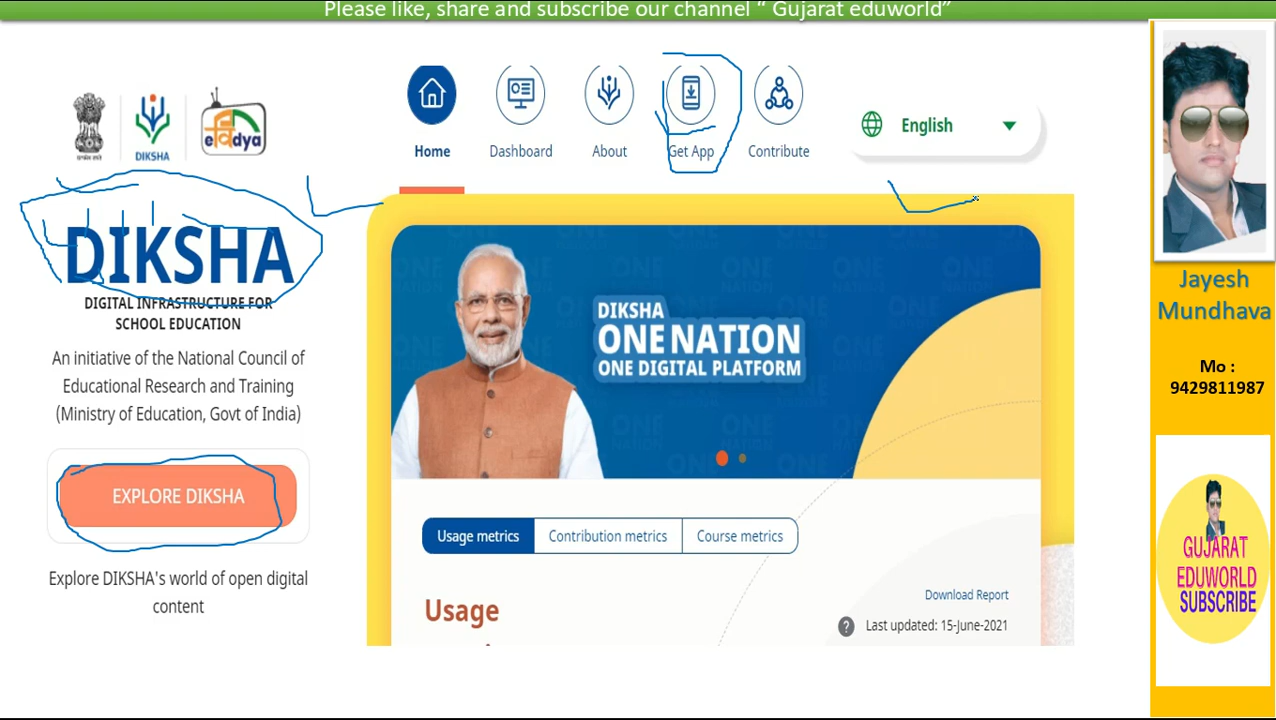 Please like, share and subscribe our channel “ Gujarat eduworld”
DIKSHA
Home
Dashboard
About
Get App
Contribute
English
DIKSHA
DIGITAL INFRASTRUCTURE FOR
SCHOOL EDUCATION
An initiative of the National Council of
Educational Research and Training
(Ministry of Education, Govt of India)
EXPLORE DIKSHA
Explore DIKSHA's world of open digital
content
DIKSHA
ONE NATION
ONE DIGITAL PLATFORM
Usage metrics
Contribution metrics
Course metrics
Download Report
Usage
? Last updated: 15-June-2021
Jayesh
Mundhava
Mo :
9429811987
GUJARAT
EDUWORLD
SUBSCRIBE